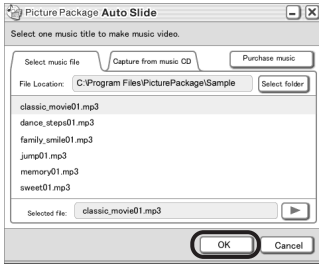 Picture Package Auto Slide
Select one music title to make music video.
Select music file
Capture from music CD
Purchase music
File Location: C:\Program Files\PicturePackage\Sample Select folder
classic_movie01.mp3
dance_steps01.mp3
family_smile01.mp3
jump01.mp3
memory01.mp3
sweet01.mp3
Selected file: classic_movie01.mp3
OK Cancel